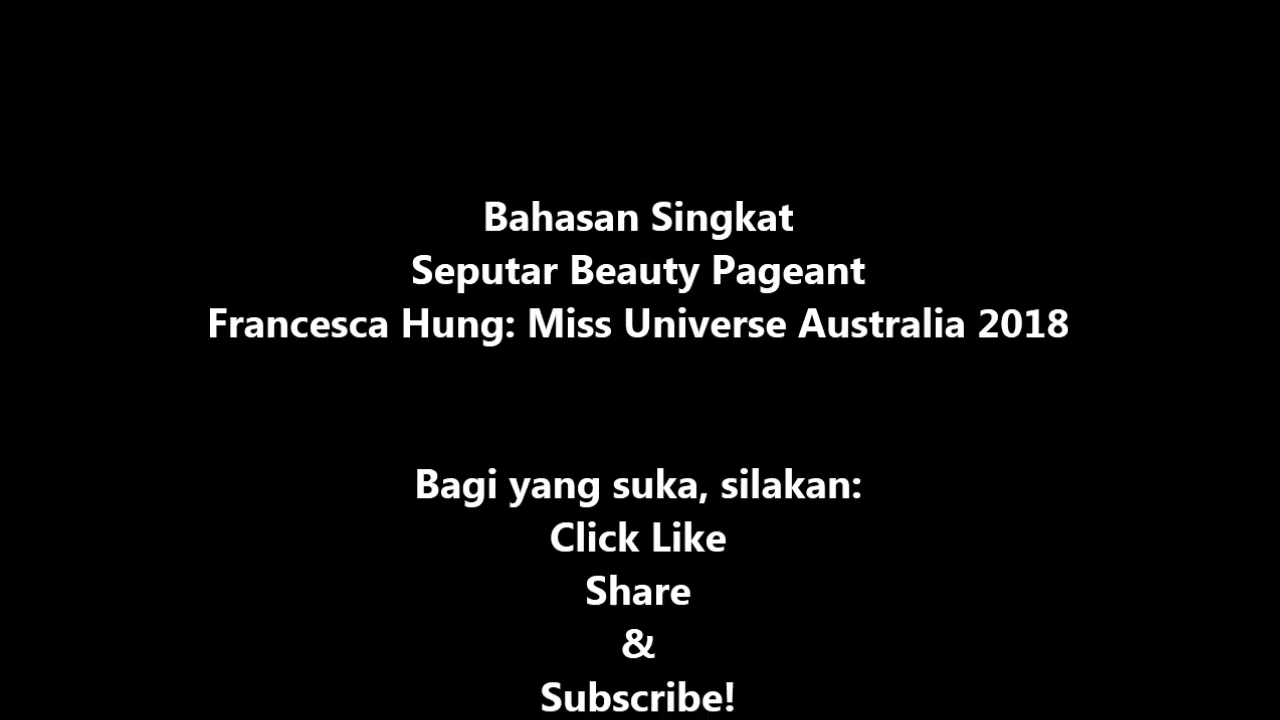 Bahasan Singkat
Seputar Beauty Pageant
Francesca Hung: Miss Universe Australia 2018
Bagi yang suka, silakan:
Click Like
Share
&
Subscribe!